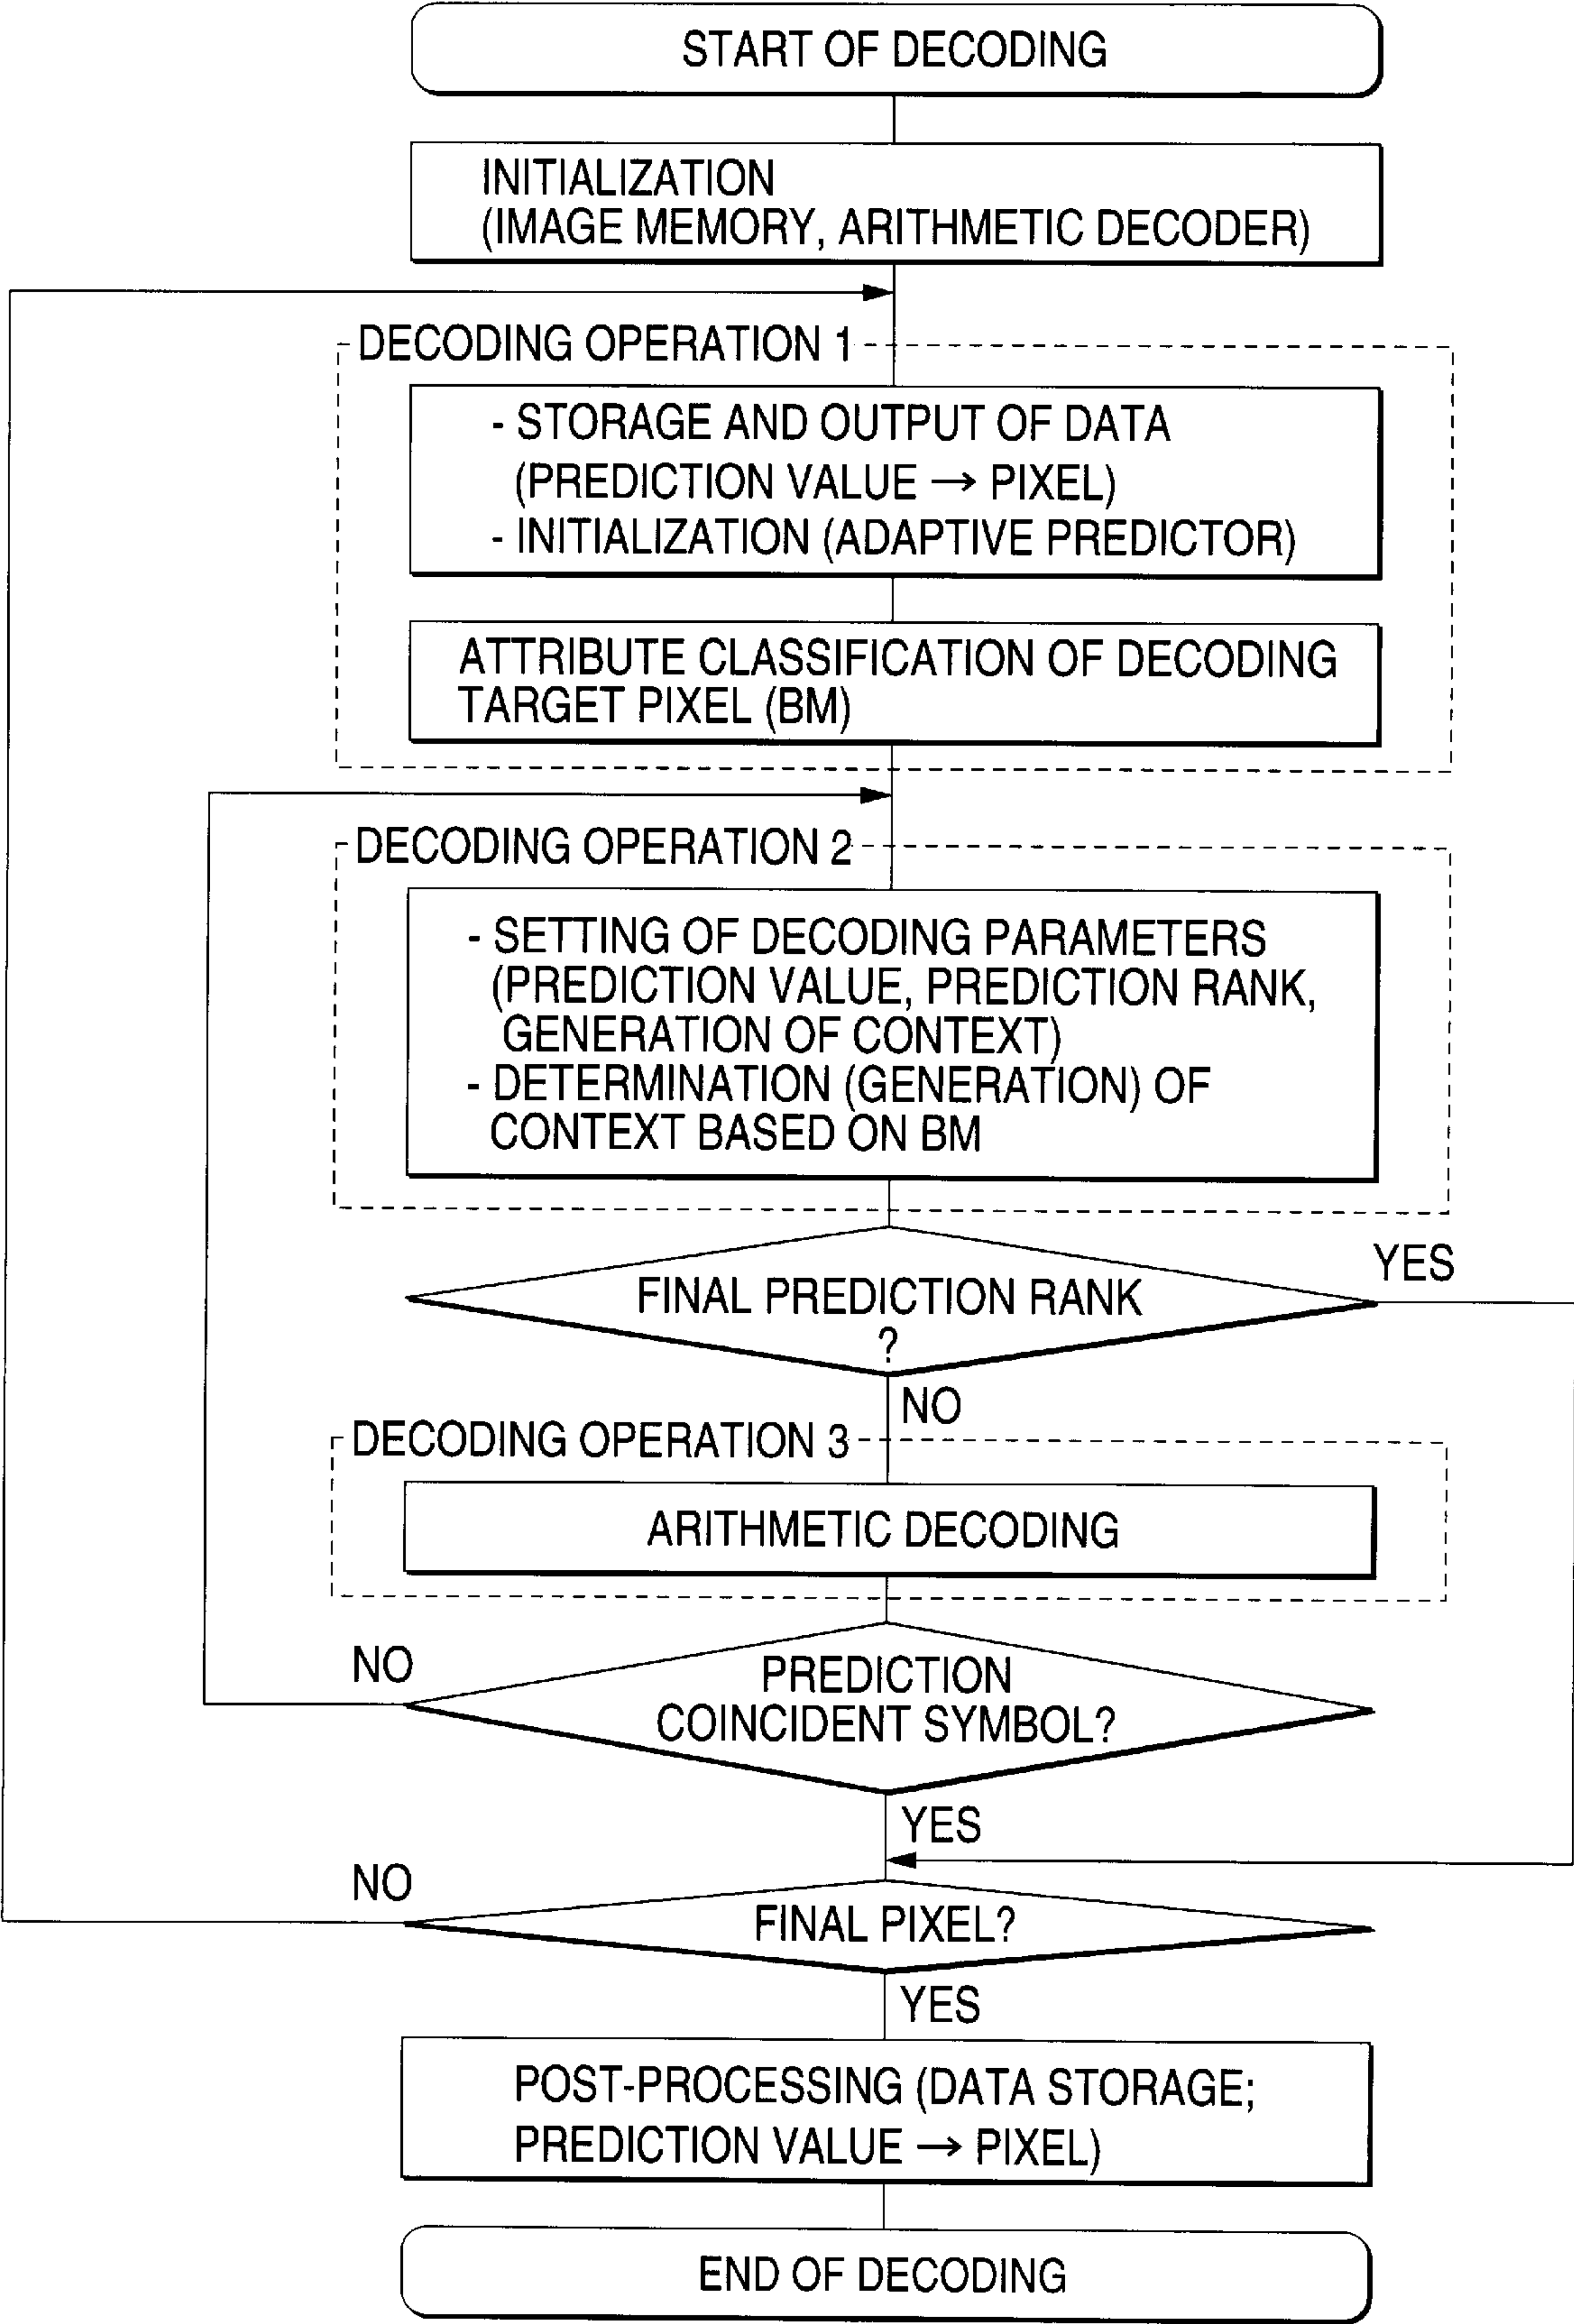 START OF DECODING
INITIALIZATION
(IMAGE MEMORY, ARITHMETIC DECODER)
DECODING OPERATION 1
- STORAGE AND OUTPUT OF DATA
(PREDICTION VALUE → PIXEL)
- INITIALIZATION (ADAPTIVE PREDICTOR)
ATTRIBUTE CLASSIFICATION OF DECODING
TARGET PIXEL (BM)
DECODING OPERATION 2
- SETTING OF DECODING PARAMETERS
(PREDICTION VALUE, PREDICTION RANK,
GENERATION OF CONTEXT)
- DETERMINATION (GENERATION) OF
CONTEXT BASED ON BM
YES
FINAL PREDICTION RANK
?
NO
DECODING OPERATION 3
ARITHMETIC DECODING
NO
PREDICTION
COINCIDENT SYMBOL?
YES
NO
FINAL PIXEL?
YES
POST-PROCESSING (DATA STORAGE;
PREDICTION VALUE → PIXEL)
END OF DECODING